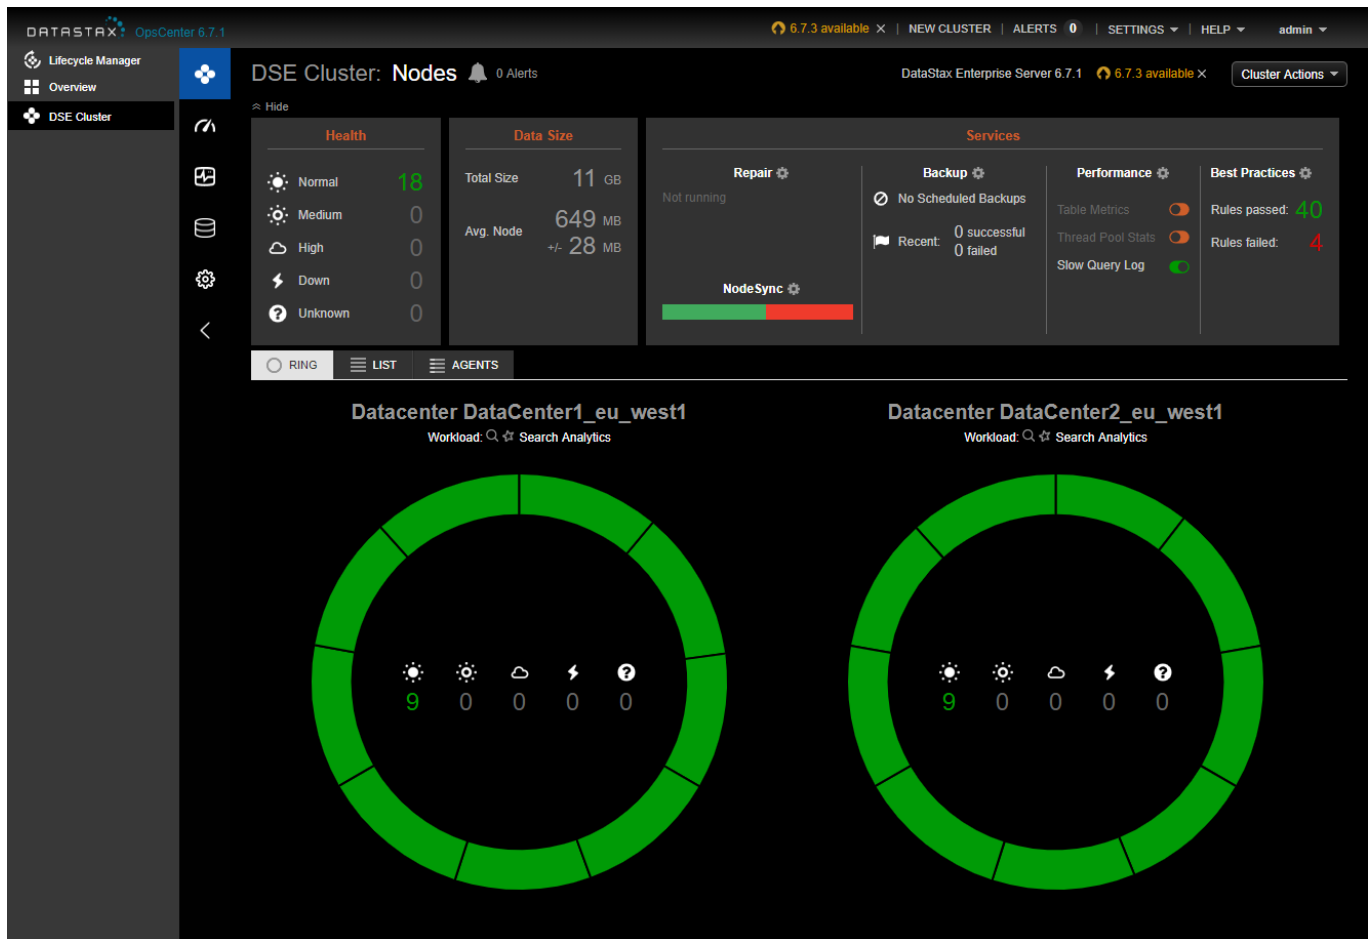 DATASTAX OpsCenter 6.7.1
6.7.3 available × | NEW CLUSTER | ALERTS 0 | SETTINGS | HELP admin
Lifecycle Manager
Overview
DSE Cluster
DSE Cluster: Nodes 0 Alerts
DataStax Enterprise Server 6.7.1 6.7.3 available × Cluster Actions
Hide
Health
Normal 18
Medium 0
High 0
Down 0
Unknown 0
Data Size
Total Size 11 GB
Avg. Node 649 MB
+/- 28 MB
Services
Repair
Not running
NodeSync
Backup
No Scheduled Backups
Recent: 0 successful
0 failed
Performance
Table Metrics
Thread Pool Stats
Slow Query Log
Best Practices
Rules passed: 40
Rules failed: 4
RING LIST AGENTS
Datacenter DataCenter1_eu_west1
Workload: Search Analytics
9 0 0 0 0
Datacenter DataCenter2_eu_west1
Workload: Search Analytics
9 0 0 0 0